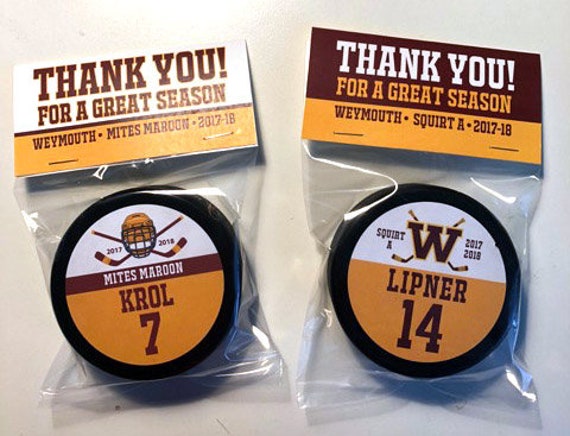 THANK YOU!
FOR A GREAT SEASON
WEYMOUTH • MITES MAROON • 2017-18
2017 2018
MITES MAROON
KROL
7
THANK YOU!
FOR A GREAT SEASON
WEYMOUTH • SQUIRT A • 2017-18
SQUIRT A
W
2017
2018
LIPNER
14